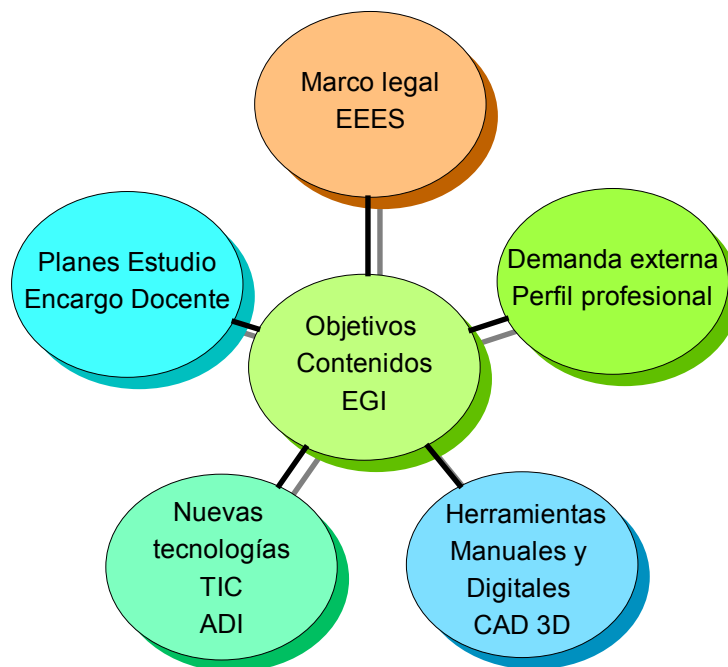 Marco legal
EEES
Planes Estudio
Encargo Docente
Demanda externa
Perfil profesional
Objetivos
Contenidos
EGI
Nuevas
tecnologías
TIC
ADI
Herramientas
Manuales y
Digitales
CAD 3D